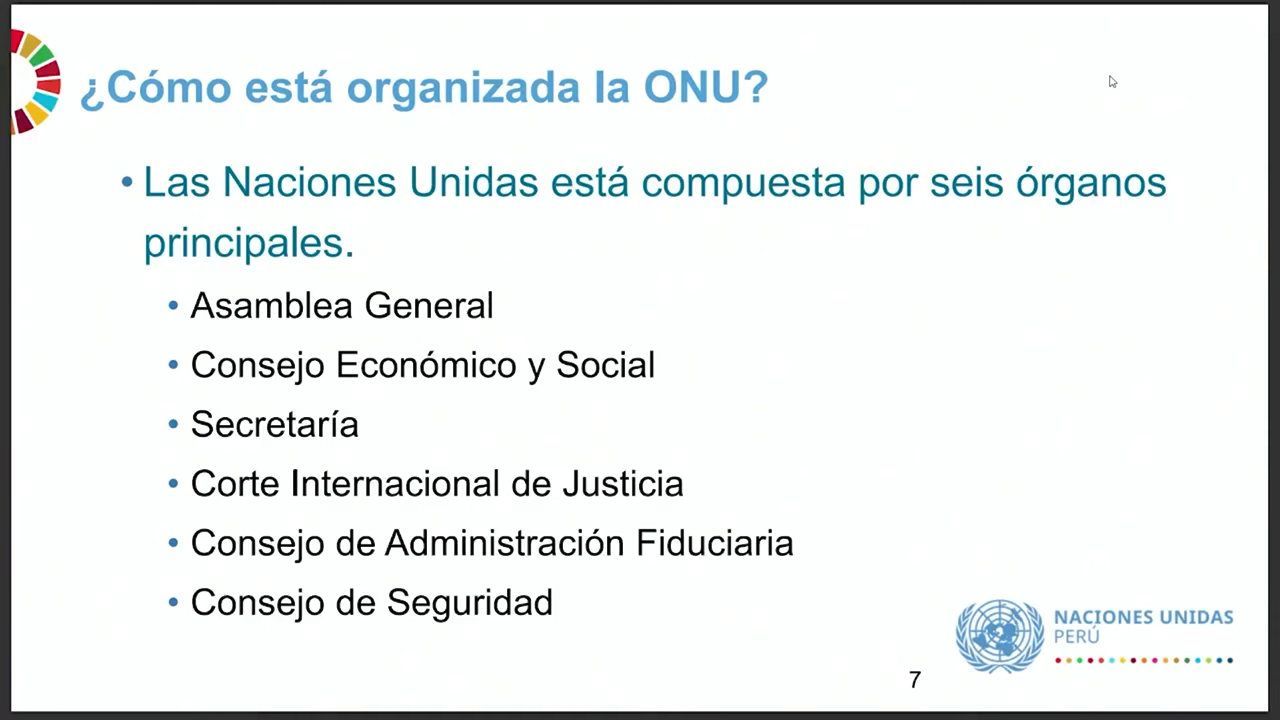 ¿Cómo está organizada la ONU?
• Las Naciones Unidas está compuesta por seis órganos
principales.
• Asamblea General
• Consejo Económico y Social
• Secretaría
• Corte Internacional de Justicia
• Consejo de Administración Fiduciaria
• Consejo de Seguridad
NACIONES UNIDAS
PERÚ
7